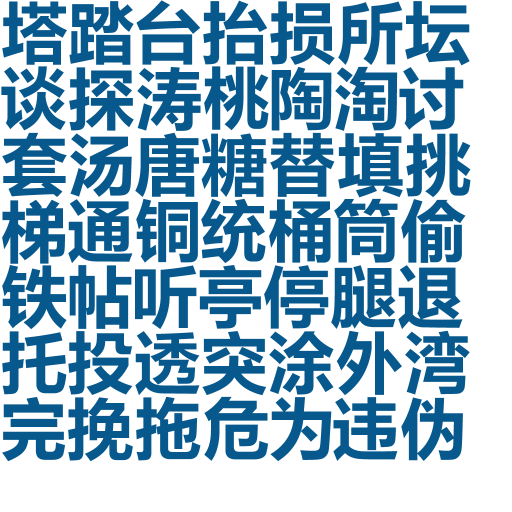 塔踏台抬损所坛
谈探涛桃陶淘讨
套汤唐糖替填挑
梯通铜统桶筒偷
铁帖听亭停腿退
托投透突涂外湾
完挽拖危为违伪